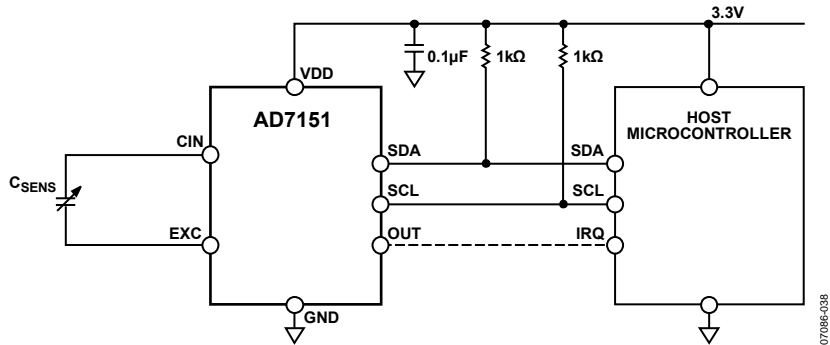 3.3V
0.1µF
1kΩ
1kΩ
VDD
AD7151
HOST
MICROCONTROLLER
CIN
SDA
SDA
CSENS
SCL
SCL
EXC
OUT
IRQ
GND
07086-038